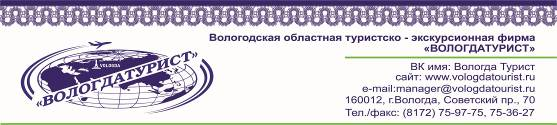 Вологодская областная туристско - экскурсионная фирма
«ВОЛОГДАТУРИСТ»
VOLOGDA
«ВОЛОГДАТУРИСТ»
ВК имя: Вологда Турист
сайт: www.vologdatourist.ru
e-mail:manager@vologdatourist.ru
160012, г.Вологда, Советский пр., 70
Тел./факс: (8172) 75-97-75, 75-36-27